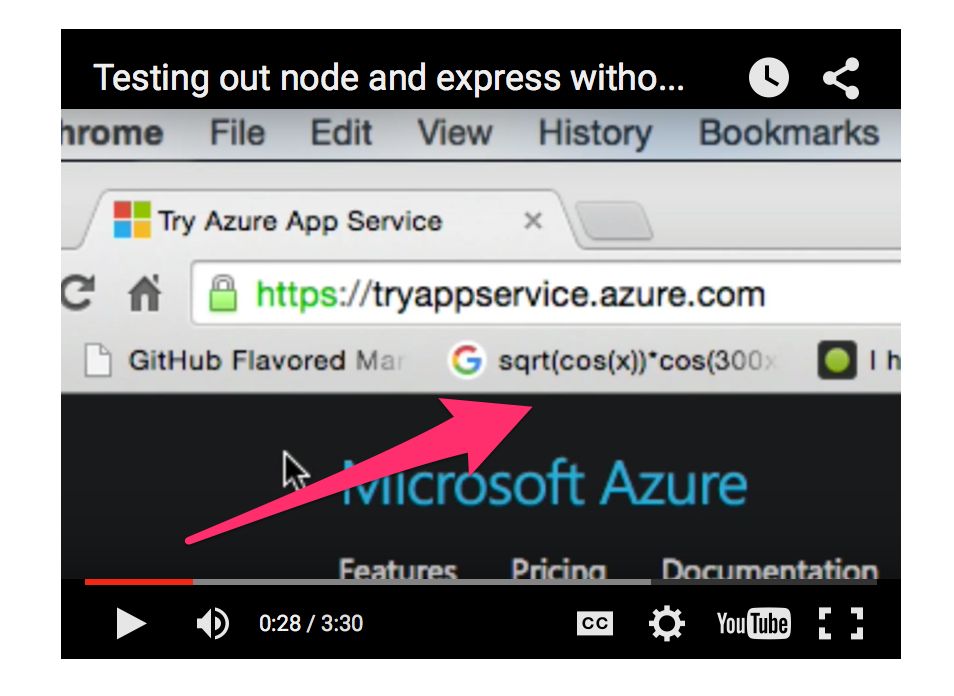 Testing out node and express witho...
hrome File Edit View History Bookmarks
Try Azure App Service
https://tryappservice.azure.com
GitHub Flavored Mar sqrt(cos(x))*cos(300x I h
Microsoft Azure
Features Pricing Documentation
0:28 / 3:30 CC YouTube